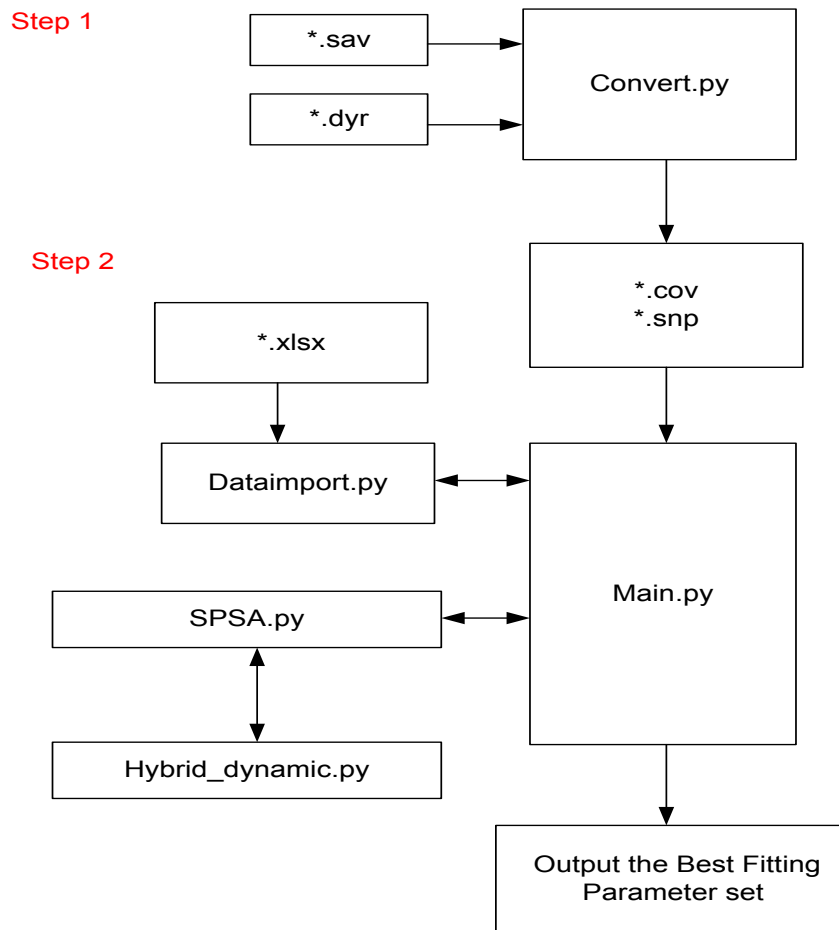 Step 1
*.sav
Convert.py
*.dyr
Step 2
*.cov
*.snp
*.xlsx
Dataimport.py
Main.py
SPSA.py
Hybrid_dynamic.py
Output the Best Fitting
Parameter set